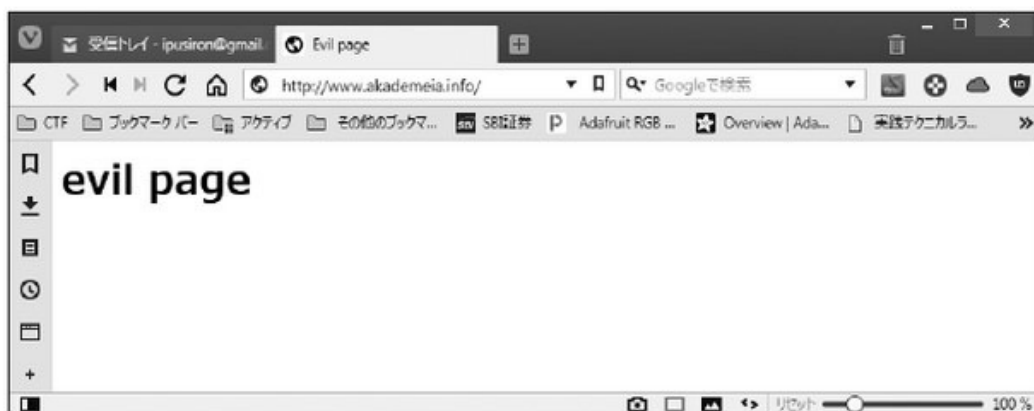 受信トレイ - ipusiron@gmail.
Evil page
http://www.akademeia.info/
Googleで検索
CTF
ブックマーク バー
アクティブ
その他のブックマ...
SBI証券
Adafruit RGB ...
Overview | Ada...
実践テクニカルラ...
evil page
リセット
100 %